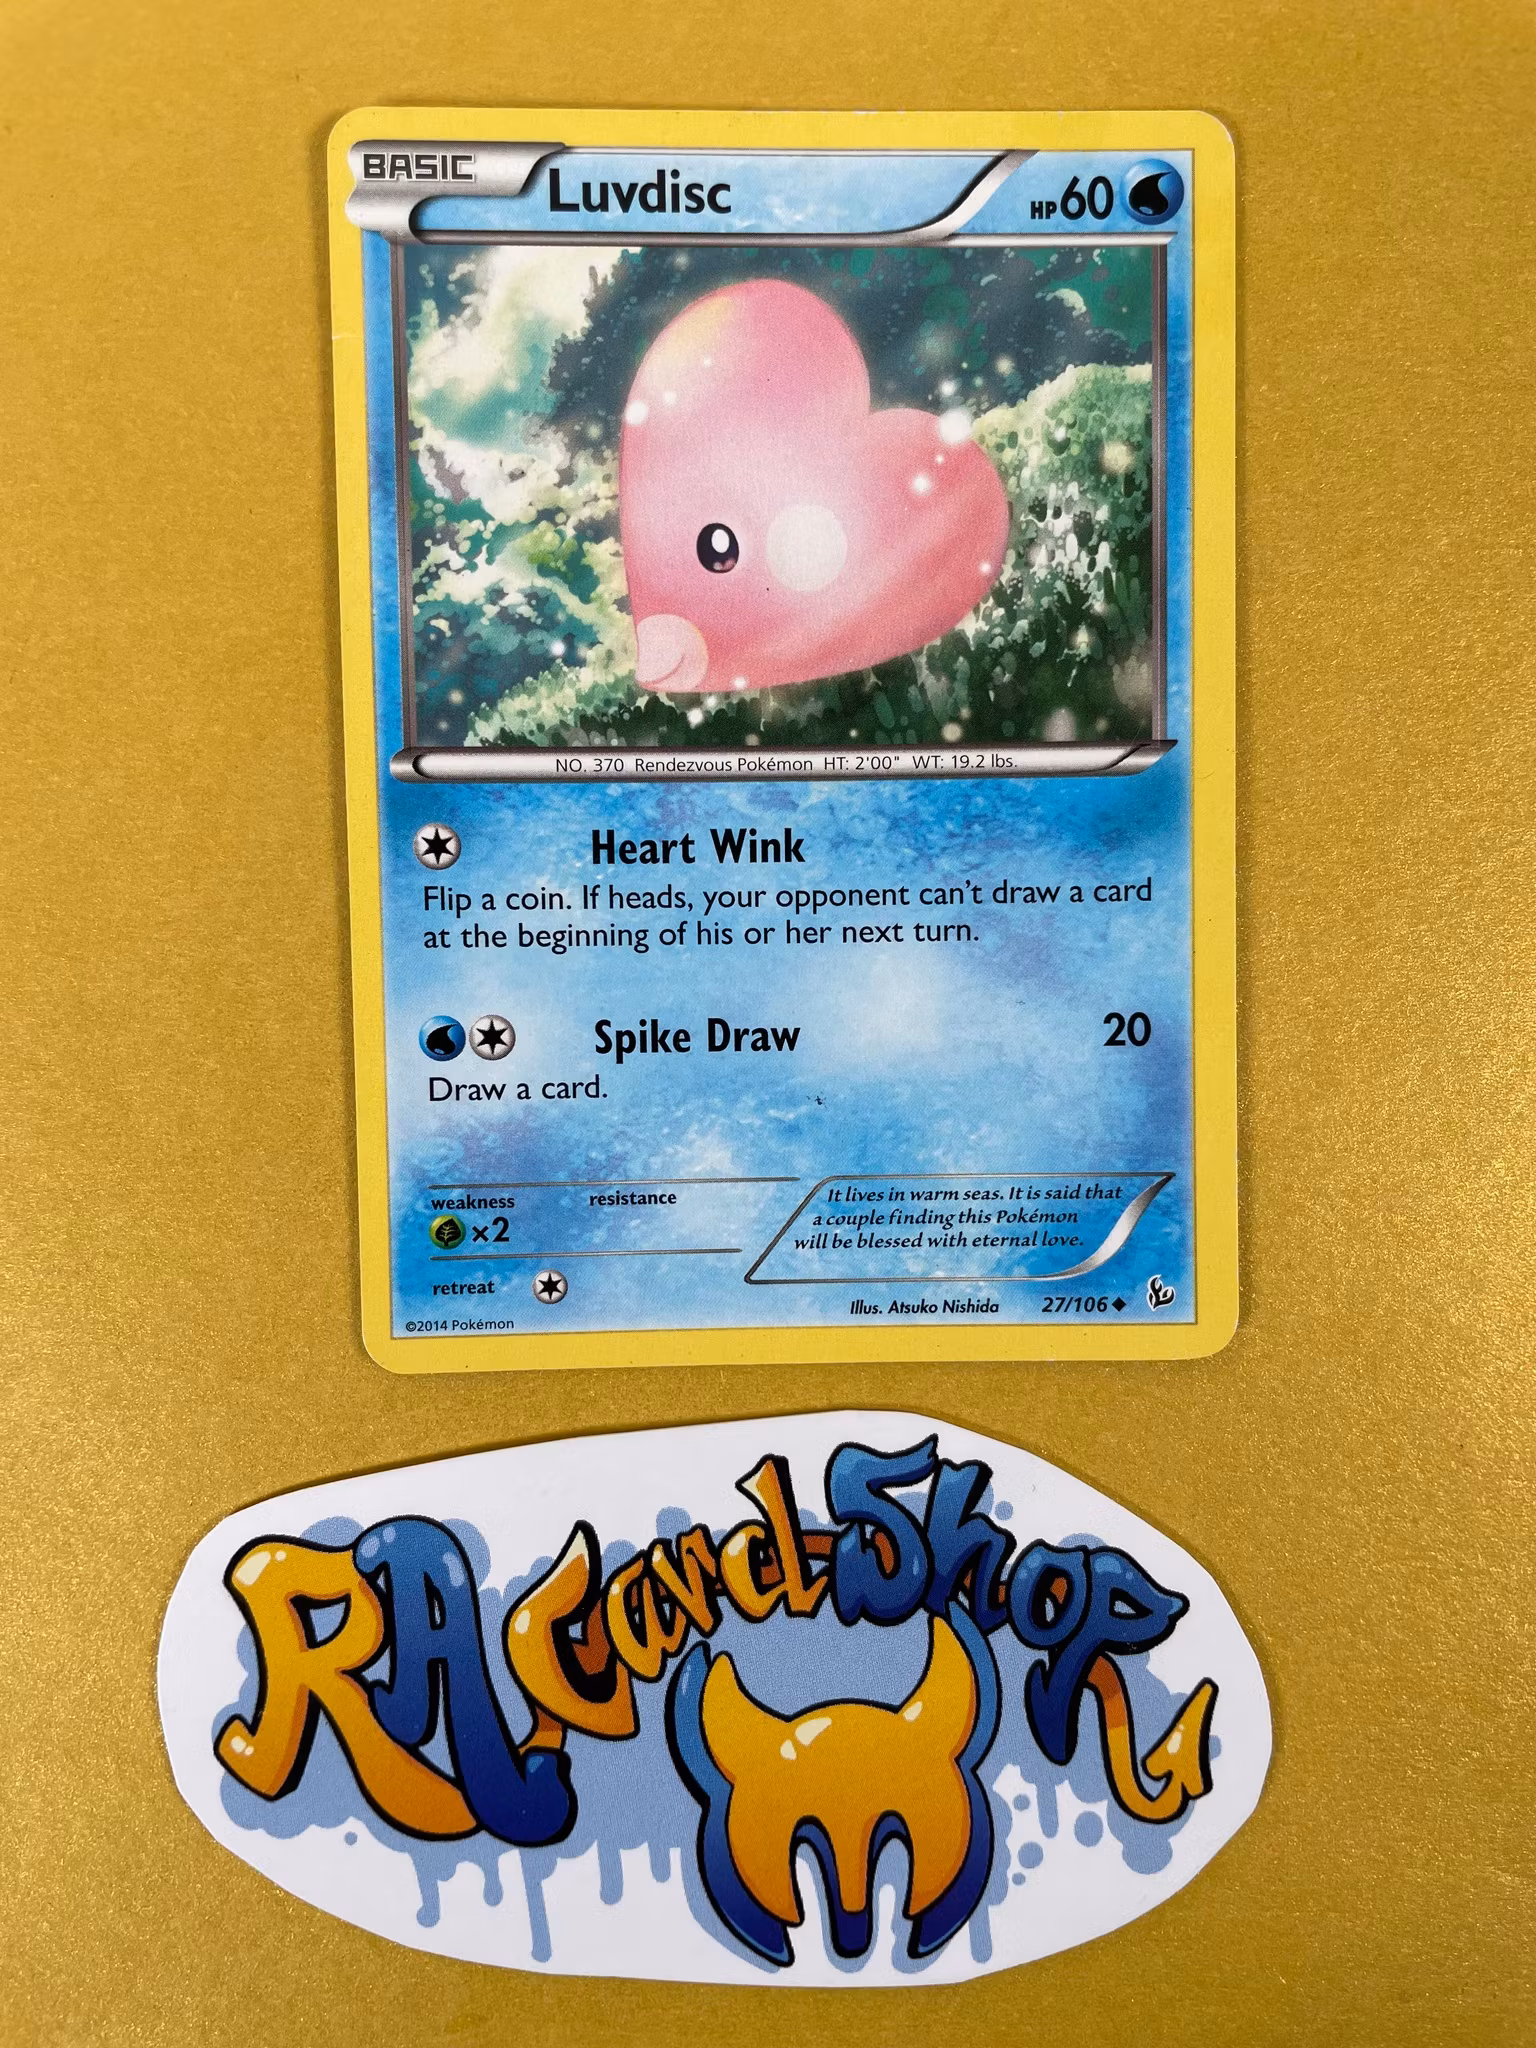 BASIC
Luvdisc
HP60
NO. 370 Rendezvous Pokémon HT: 2'00" WT: 19.2 lbs.
Heart Wink
Flip a coin. If heads, your opponent can't draw a card
at the beginning of his or her next turn.
Spike Draw 20
Draw a card.
weakness resistance
×2
It lives in warm seas. It is said that
a couple finding this Pokémon
will be blessed with eternal love.
retreat
Illus. Atsuko Nishida 27/106
©2014 Pokémon
RA Card Shop